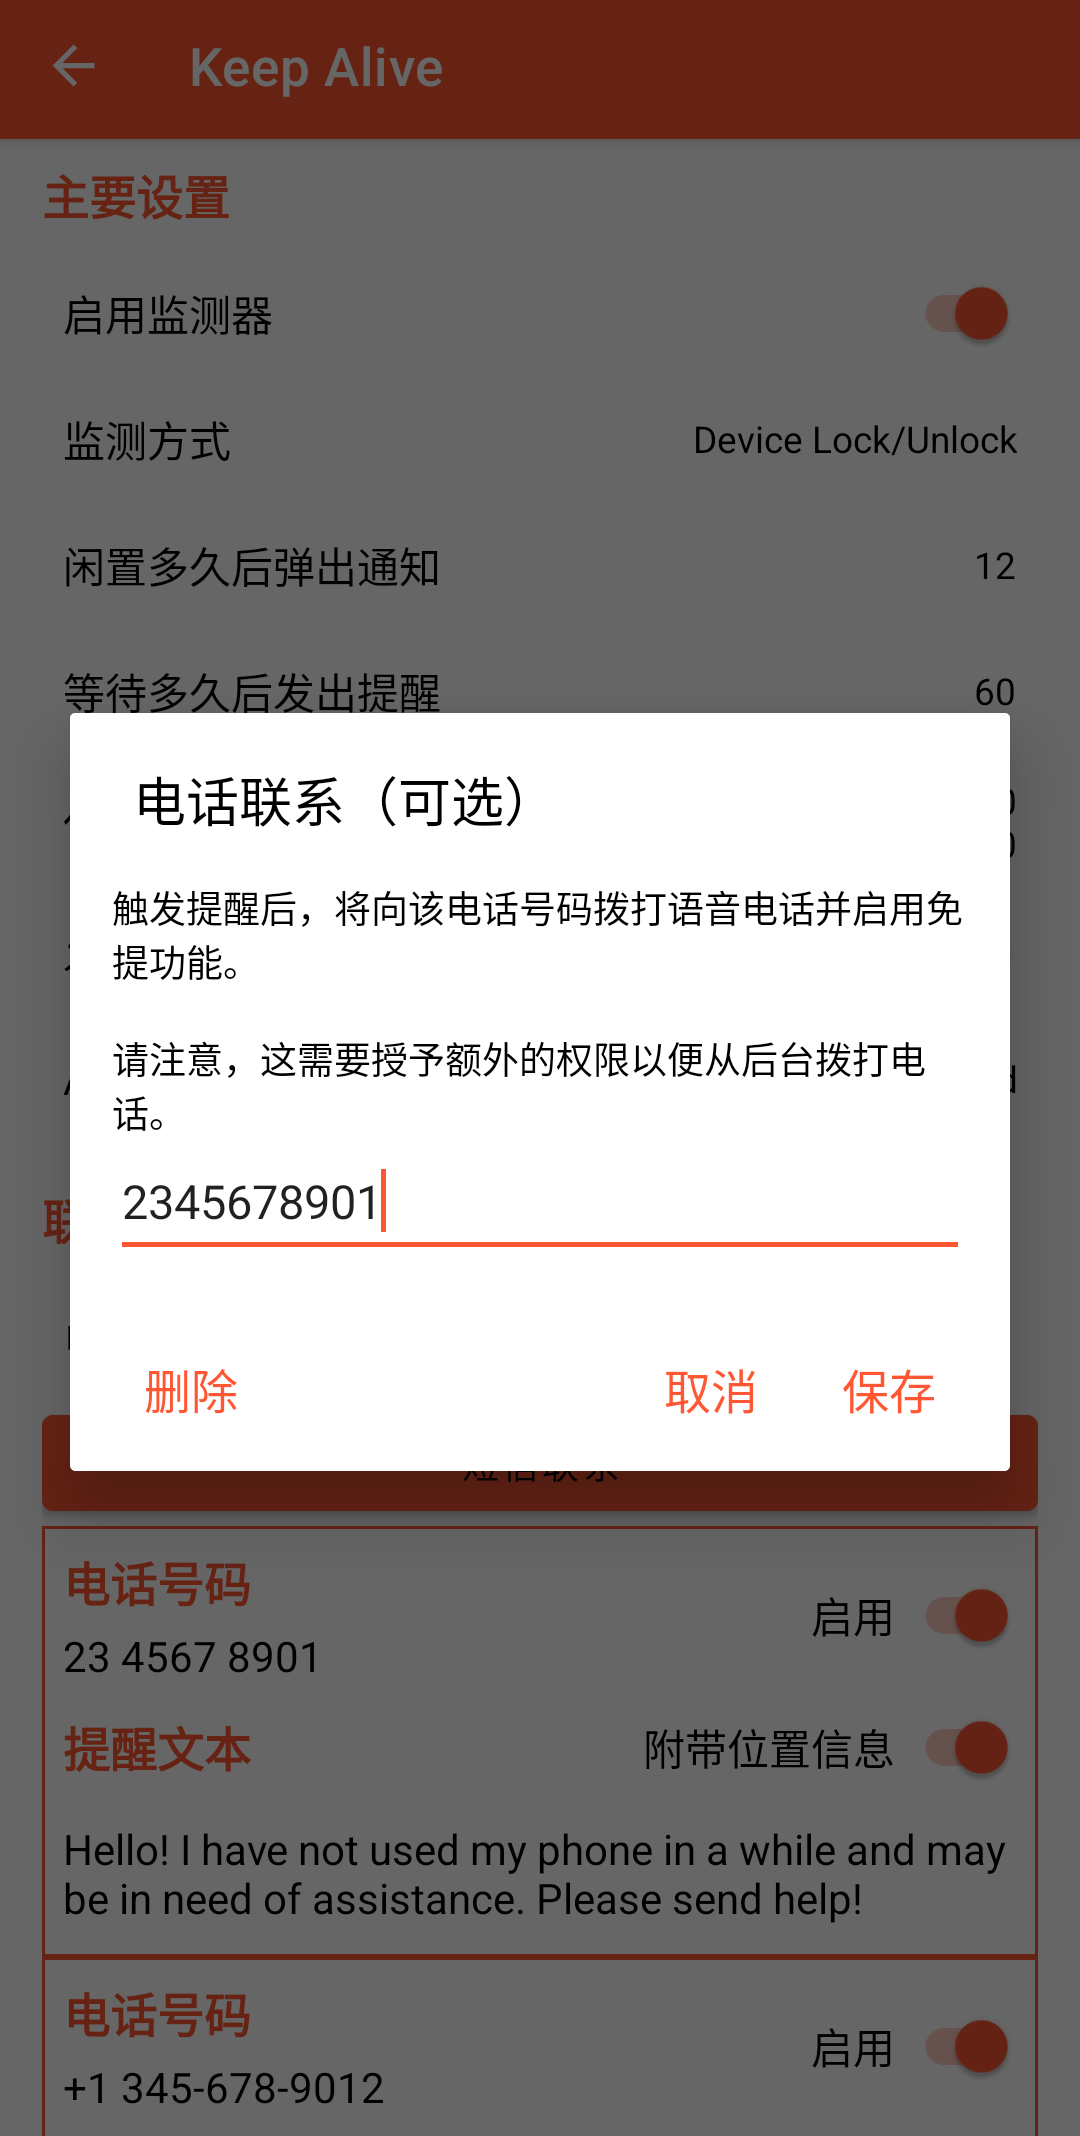 Keep Alive
主要设置
启用监测器
监测方式 Device Lock/Unlock
闲置多久后弹出通知 12
等待多久后发出提醒 60
电话联系（可选）
触发提醒后，将向该电话号码拨打语音电话并启用免
提功能。
请注意，这需要授予额外的权限以便从后台拨打电
话。
2345678901
删除 取消 保存
短信联系
电话号码
启用
23 4567 8901
提醒文本 附带位置信息
Hello! I have not used my phone in a while and may
be in need of assistance. Please send help!
电话号码
启用
+1 345-678-9012